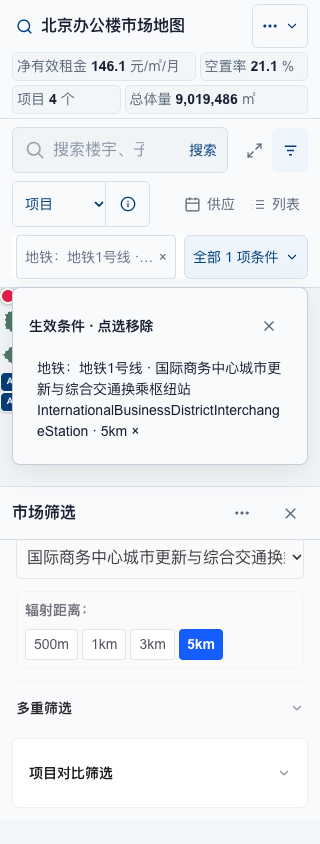 北京办公楼市场地图
净有效租金 146.1 元/㎡/月
空置率 21.1 %
项目 4 个
总体量 9,019,486 ㎡
搜索楼宇、
搜索
项目
供应
列表
地铁：地铁1号线 ·... ×
全部 1 项条件
生效条件 · 点选移除
地铁：地铁1号线 · 国际商务中心城市更
新与综合交通换乘枢纽站
InternationalBusinessDistrictInterchang
eStation · 5km ×
市场筛选
国际商务中心城市更新与综合交通换
辐射距离：
500m
1km
3km
5km
多重筛选
项目对比筛选